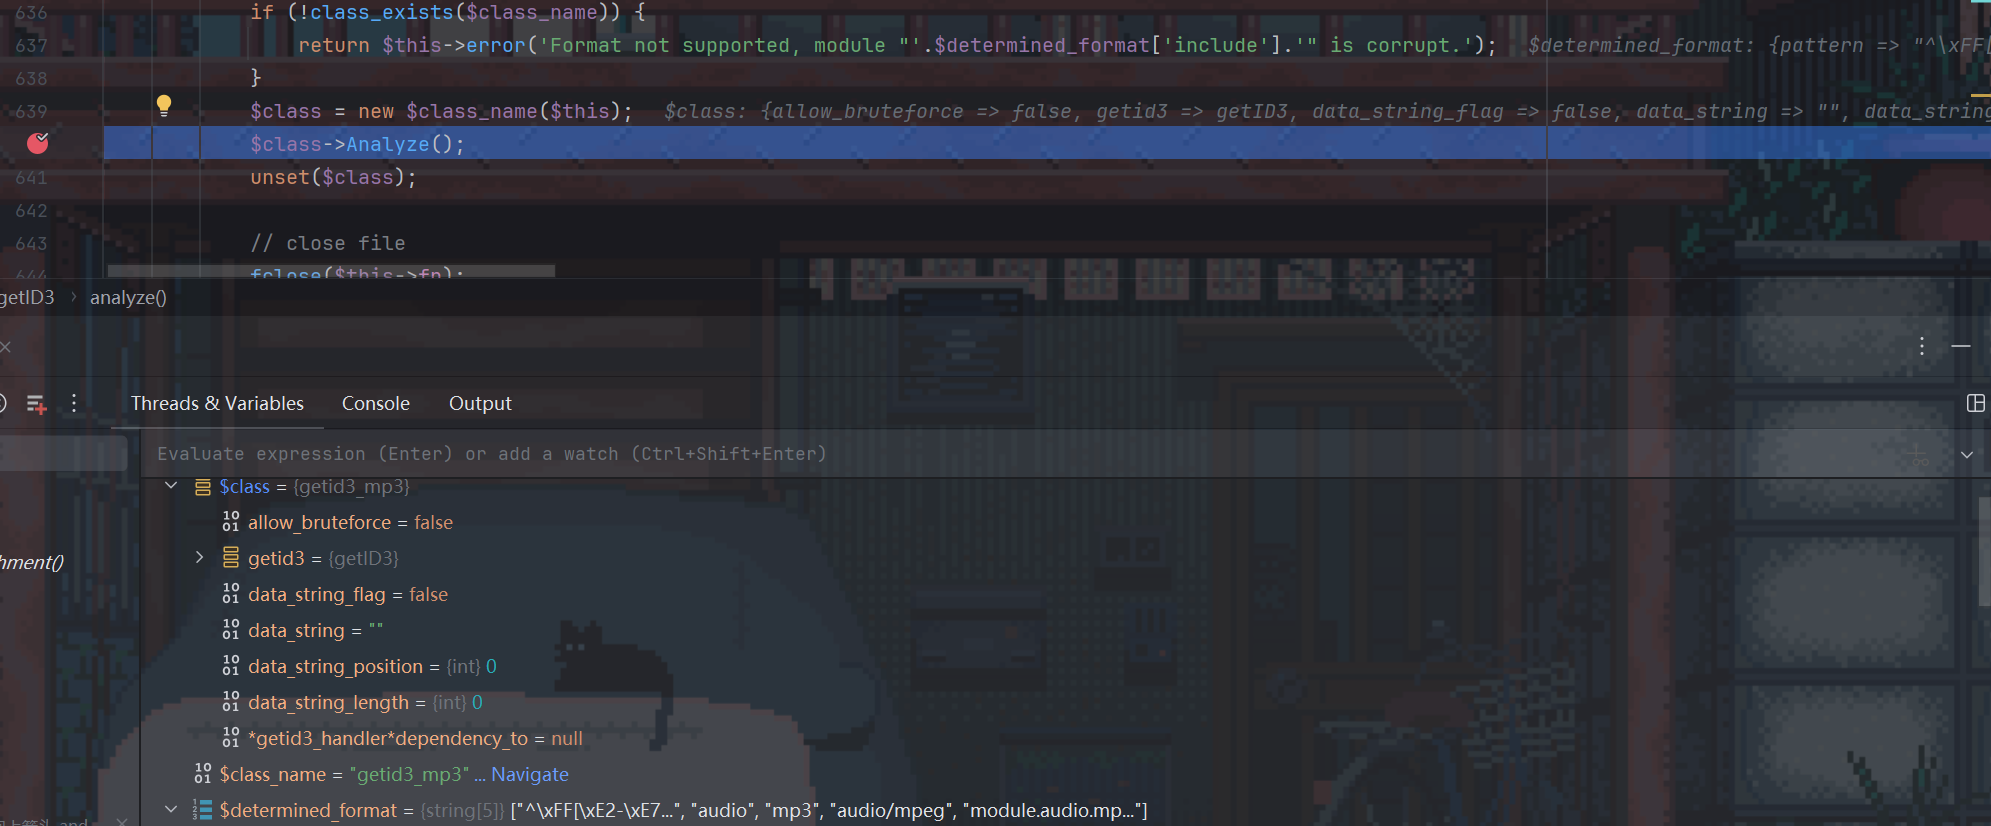 636 if (!class_exists($class_name)) {
637 return $this->error('Format not supported, module "'.$determined_format['include'].'" is corrupt.'); $determined_format: {pattern => "^\xFF[
638 }
639 $class = new $class_name($this); $class: {allow_bruteforce => false, getid3 => getID3, data_string_flag => false, data_string => "", data_string
$class->Analyze();
641 unset($class);
642
643 // close file
644 fclose($this->fp);
getID3 › analyze()
Threads & Variables Console Output
Evaluate expression (Enter) or add a watch (Ctrl+Shift+Enter)
$class = {getid3_mp3}
allow_bruteforce = false
getid3 = {getID3}
hment()
data_string_flag = false
data_string = ""
data_string_position = {int} 0
data_string_length = {int} 0
*getid3_handler*dependency_to = null
$class_name = "getid3_mp3" ... Navigate
$determined_format = {string[5]} ["^\xFF[\xE2-\xE7...", "audio", "mp3", "audio/mpeg", "module.audio.mp..."]